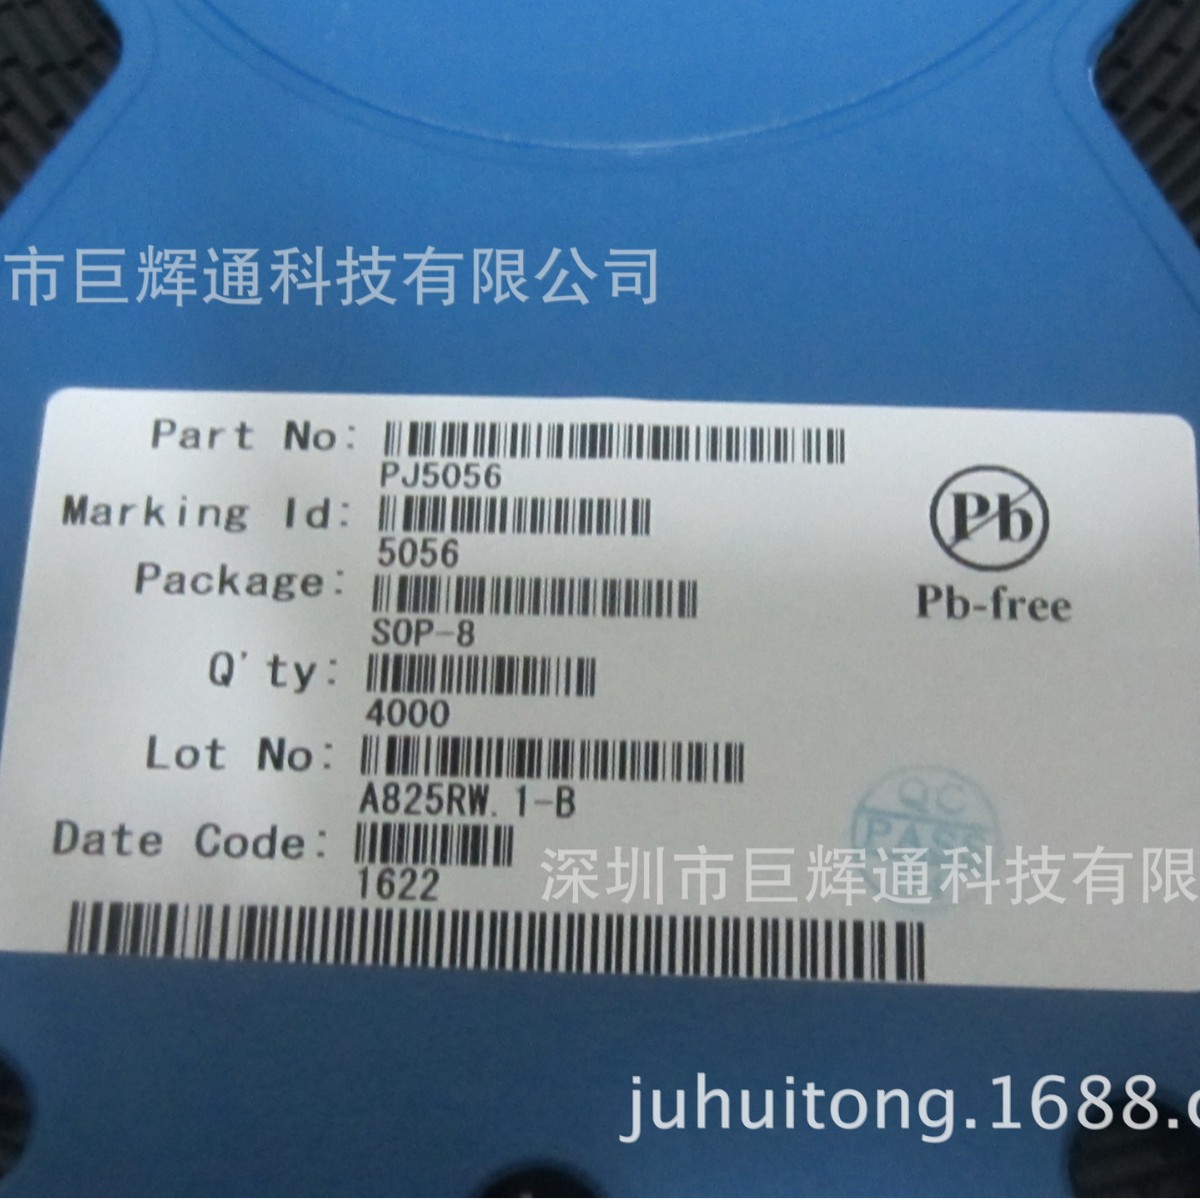 市巨辉通科技有限公司
Part No:
PJ5056
Marking Id:
5056
Pb
Package:
Pb-free
SOP-8
Q'ty:
4000
Lot No:
A825RW.1-B
QC
PASS
Date Code:
深圳市巨辉通科技有限
1622
juhuitong.1688.c